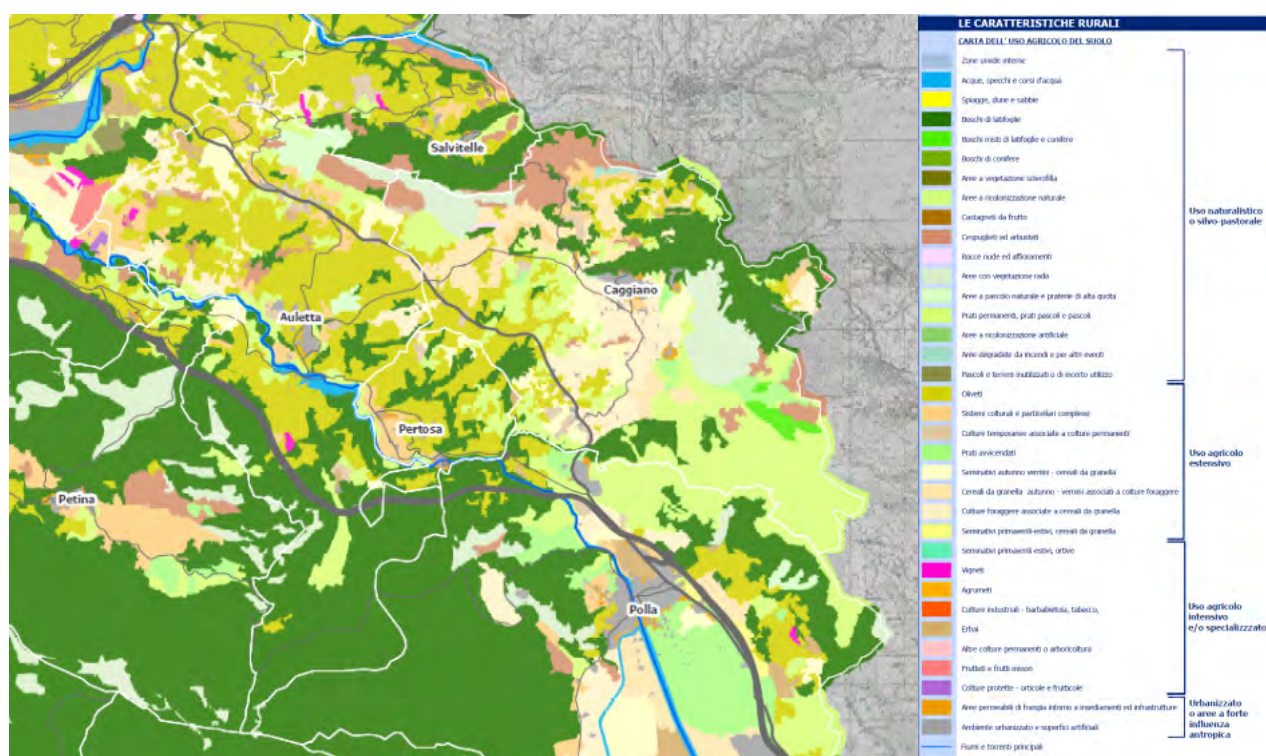 Salvitelle
Caggiano
Auletta
Pertosa
Petina
Polla
LE CARATTERISTICHE RURALI
CARTA DELL' USO AGRICOLO DEL SUOLO
Zone umide interne
Acque, specchi e corsi d'acqua
Spiagge, dune e sabbie
Boschi di latifoglie
Boschi misti di latifoglie e conifere
Boschi di conifere
Aree a vegetazione sclerofilla
Aree a ricolonizzazione naturale
Castagneti da frutto
Cespuglieti ed arbusteti
Rocce nude ed affioramenti
Aree con vegetazione rada
Aree a pascolo naturale e praterie di alta quota
Prati permanenti, prati pascoli e pascoli
Aree a ricolonizzazione artificiale
Aree degradate da incendi e per altri eventi
Pascoli e terreni inutilizzati o di incerto utilizzo
Uso naturalistico
o silvo-pastorale
Oliveti
Sistemi colturali e particellari complessi
Colture temporanee associate a colture permanenti
Prati avvicendati
Seminativi autunno vernini - cereali da granella
Cereali da granella autunno - vernini associati a colture foraggere
Colture foraggere associate a cereali da granella
Seminativi primaverili estivi, cereali da granella
Uso agricolo
estensivo
Seminativi primaverili estivi, ortive
Vigneti
Agrumeti
Colture industriali - barbabietola, tabacco,
Erbai
Altre colture permanenti o arboricoltura
Frutteti e frutti minori
Colture protette - orticole e frutticole
Uso agricolo
intensivo
e/o specializzzato
Aree permeabili di frangia intorno a insediamenti ed infrastrutture
Ambiente urbanizzato e superfici artificiali
Fiumi e torrenti principali
Urbanizzato
o aree a forte
influenza
antropica